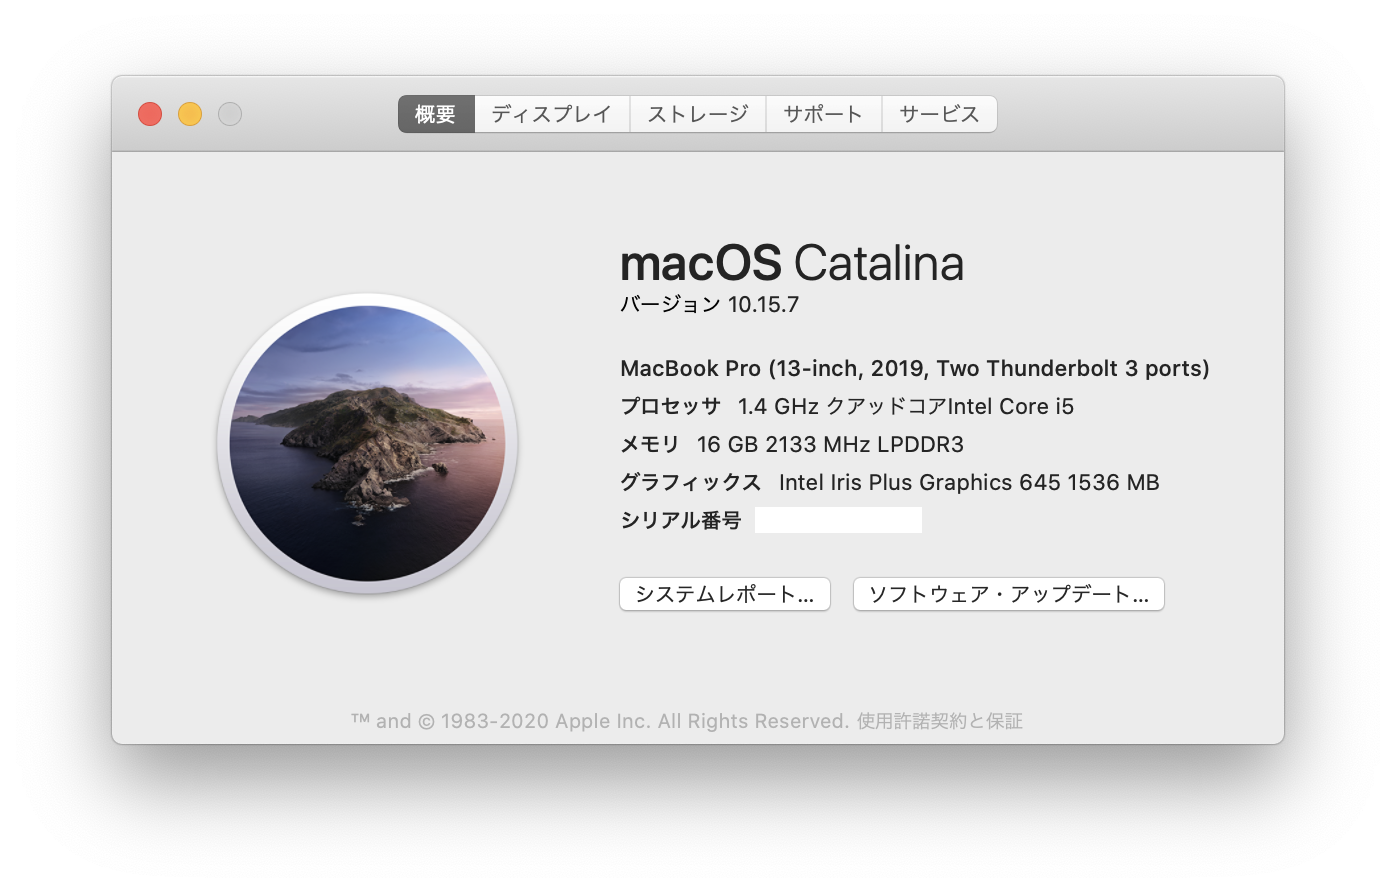 概要 ディスプレイ ストレージ サポート サービス
macOS Catalina
バージョン 10.15.7
MacBook Pro (13-inch, 2019, Two Thunderbolt 3 ports)
プロセッサ 1.4 GHz クアッドコアIntel Core i5
メモリ 16 GB 2133 MHz LPDDR3
グラフィックス Intel Iris Plus Graphics 645 1536 MB
シリアル番号
システムレポート... ソフトウェア・アップデート...
™ and © 1983-2020 Apple Inc. All Rights Reserved. 使用許諾契約と保証